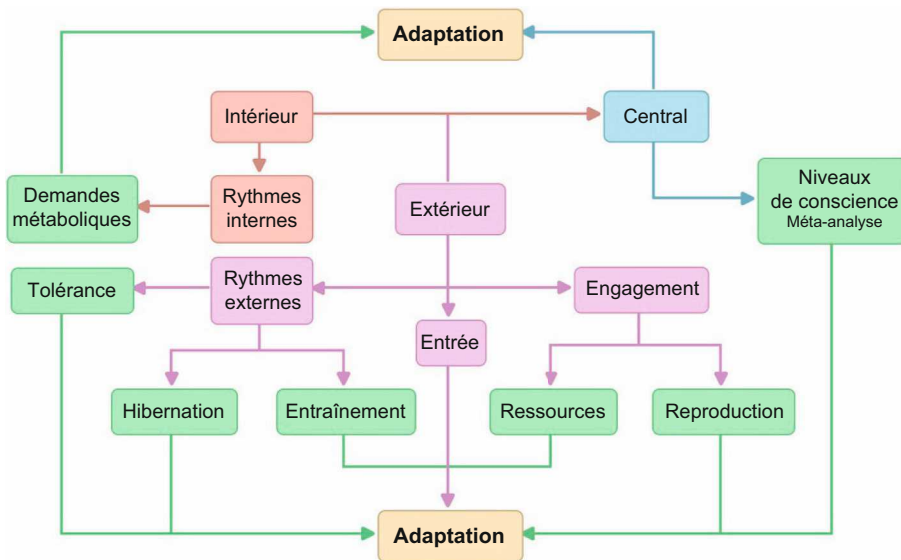 Adaptation
Intérieur
Central
Demandes
métaboliques
Rythmes
internes
Extérieur
Niveaux
de conscience
Méta-analyse
Tolérance
Rythmes
externes
Engagement
Entrée
Hibernation
Entraînement
Ressources
Reproduction
Adaptation